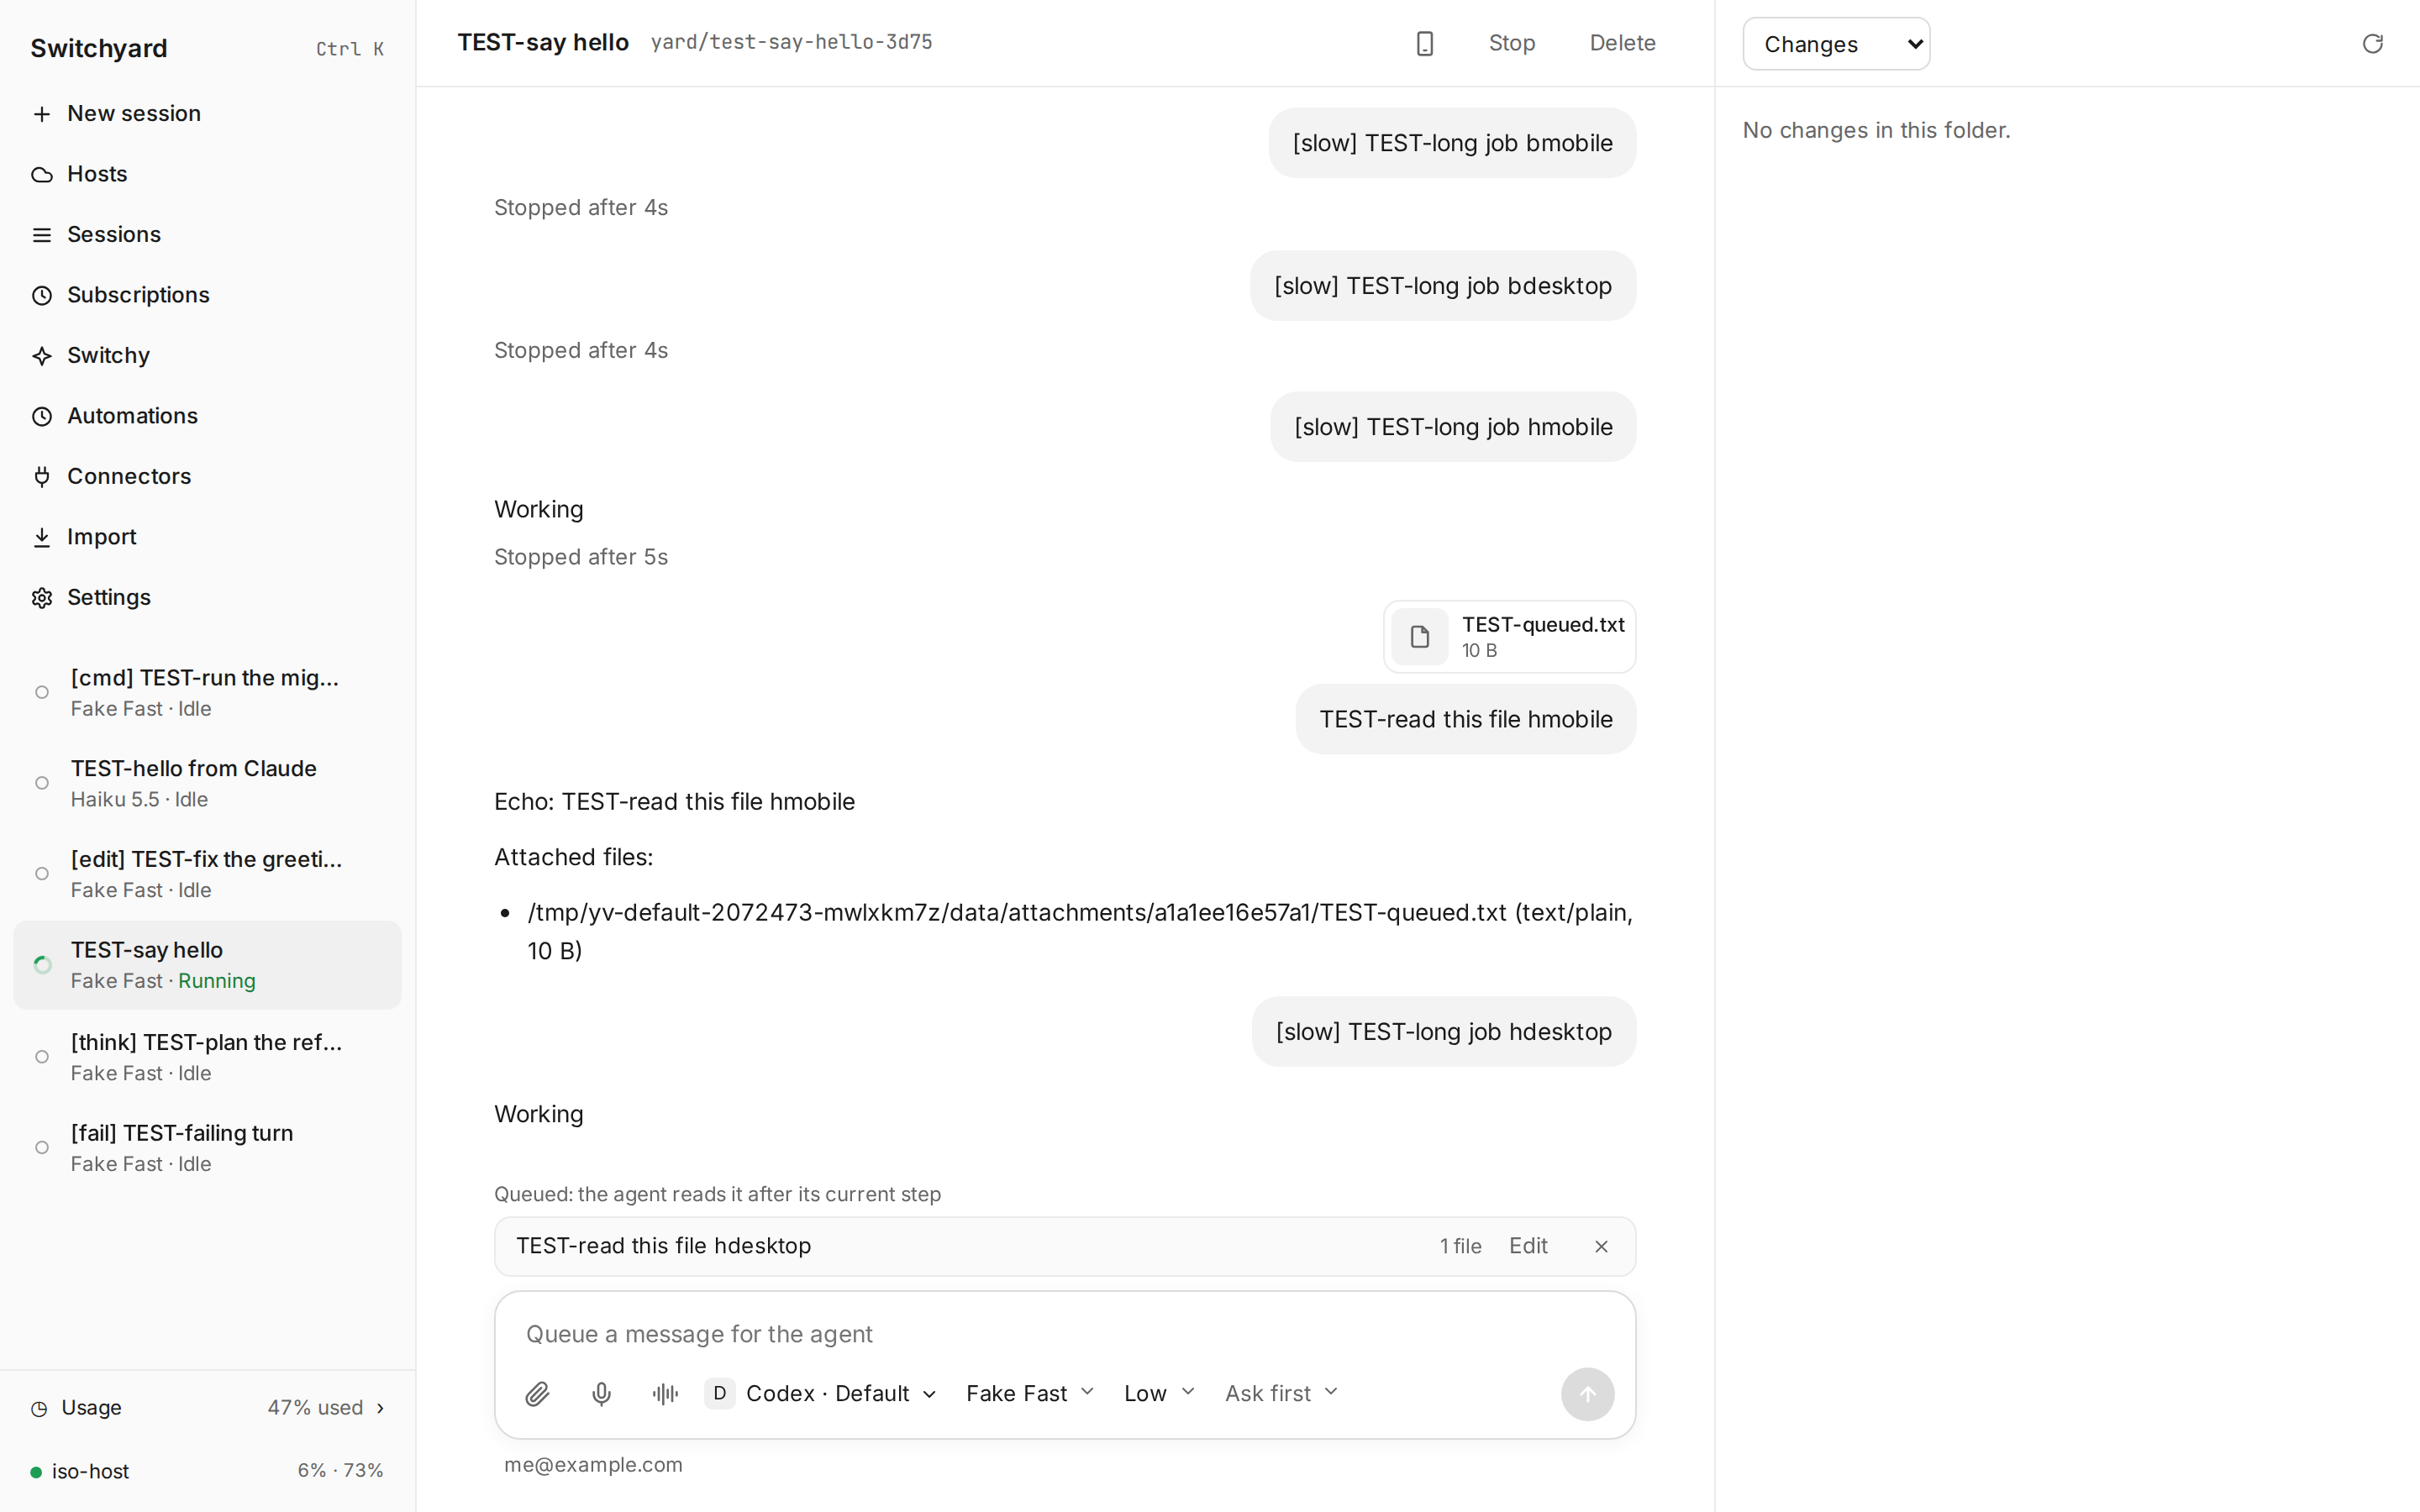 Switchyard
Ctrl K
New session
Hosts
Sessions
Subscriptions
Switchy
Automations
Connectors
Import
Settings
[cmd] TEST-run the mig...
Fake Fast · Idle
TEST-hello from Claude
Haiku 5.5 · Idle
[edit] TEST-fix the greeti...
Fake Fast · Idle
TEST-say hello
Fake Fast · Running
[think] TEST-plan the ref...
Fake Fast · Idle
[fail] TEST-failing turn
Fake Fast · Idle
Usage
47% used
iso-host
6% · 73%
TEST-say hello
yard/test-say-hello-3d75
Stop
Delete
[slow] TEST-long job bmobile
Stopped after 4s
[slow] TEST-long job bdesktop
Stopped after 4s
[slow] TEST-long job hmobile
Working
Stopped after 5s
TEST-queued.txt
10 B
TEST-read this file hmobile
Echo: TEST-read this file hmobile
Attached files:
/tmp/yv-default-2072473-mwlxkm7z/data/attachments/a1a1ee16e57a1/TEST-queued.txt (text/plain,
10 B)
[slow] TEST-long job hdesktop
Working
Queued: the agent reads it after its current step
TEST-read this file hdesktop
1 file
Edit
Queue a message for the agent
D
Codex · Default
Fake Fast
Low
Ask first
me@example.com
Changes
No changes in this folder.